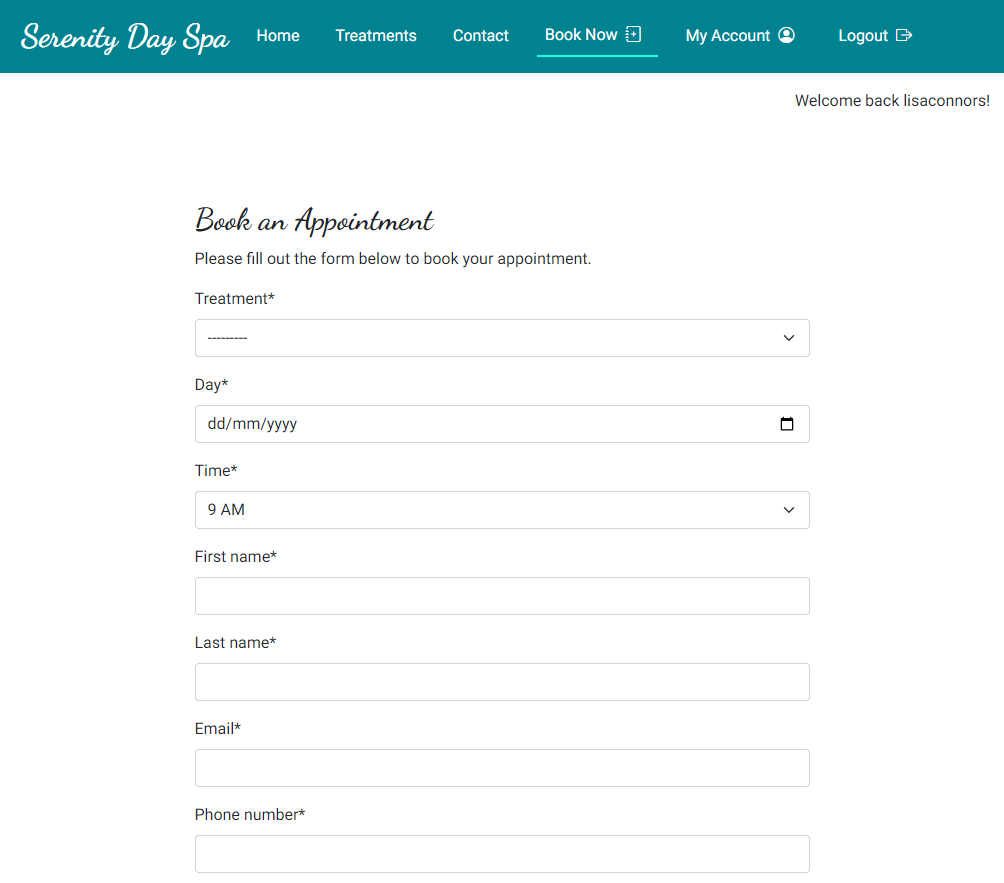 Serenity Day Spa Home Treatments Contact Book Now My Account Logout
Welcome back lisaconnors!
Book an Appointment
Please fill out the form below to book your appointment.
Treatment*
---------
Day*
dd/mm/yyyy
Time*
9 AM
First name*
Last name*
Email*
Phone number*